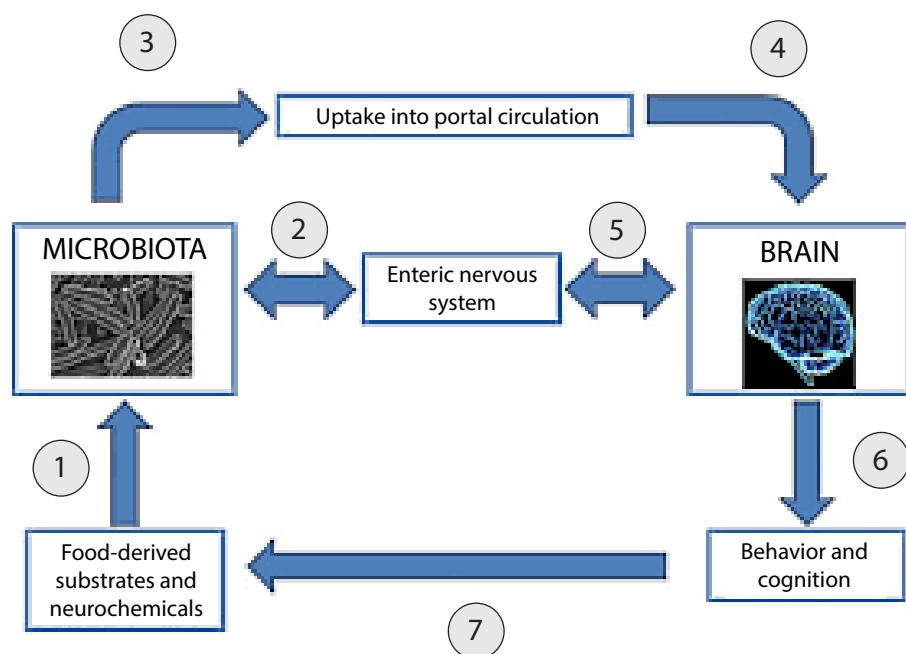 3
4
Uptake into portal circulation
MICROBIOTA
2
Enteric nervous
system
5
BRAIN
1
6
Food-derived
substrates and
neurochemicals
Behavior and
cognition
7